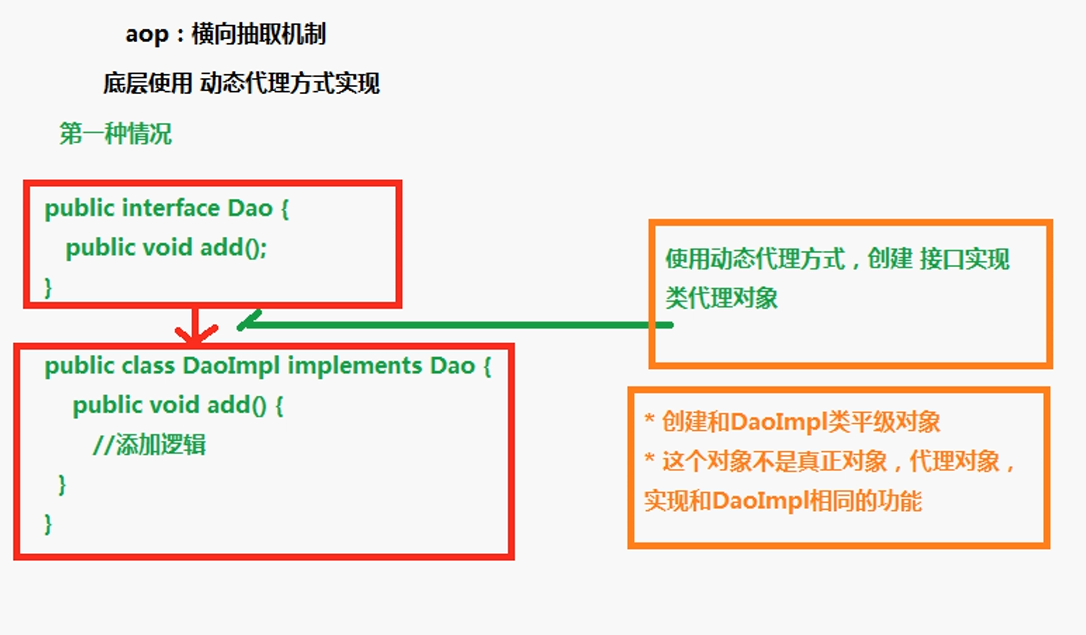 aop：横向抽取机制
底层使用 动态代理方式实现
第一种情况
public interface Dao {
public void add();
}
public class DaoImpl implements Dao {
public void add() {
//添加逻辑
}
}
使用动态代理方式，创建 接口实现
类代理对象
* 创建和DaoImpl类平级对象
* 这个对象不是真正对象，代理对象，
实现和DaoImpl相同的功能